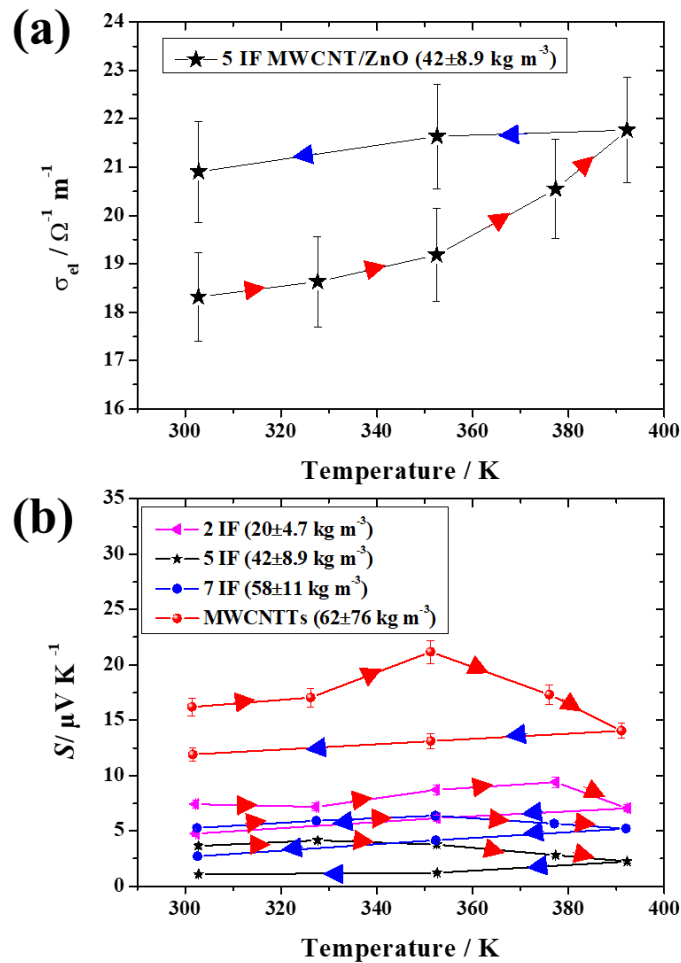 (a)
5 IF MWCNT/ZnO (42±8.9 kg m⁻³)
24
23
22
21
20
19
18
17
16
σel / Ω⁻¹ m⁻¹
300 320 340 360 380 400
Temperature / K
(b)
2 IF (20±4.7 kg m⁻³)
5 IF (42±8.9 kg m⁻³)
7 IF (58±11 kg m⁻³)
MWCNTTs (62±76 kg m⁻³)
35
30
25
20
15
10
5
0
S/ μV K⁻¹
300 320 340 360 380 400
Temperature / K